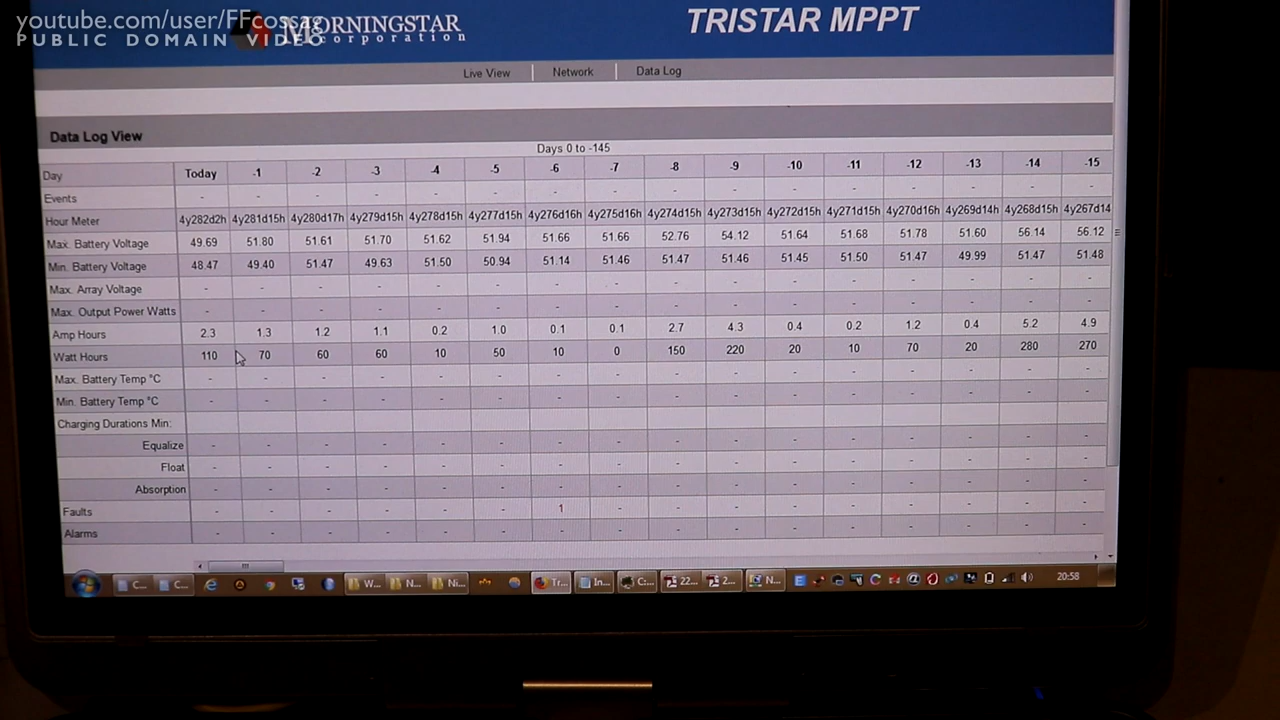 youtube.com/user/FFcossag
PUBLIC DOMAIN VIDEO
MORNINGSTAR
corporation
TRISTAR MPPT
Live View Network Data Log
Data Log View
Days 0 to -145
Day Today -1 -2 -3 -4 -5 -6 -7 -8 -9 -10 -11 -12 -13 -14 -15
Events - - - - - - - - - - - - - - - -
Hour Meter 4y282d2h 4y281d15h 4y280d17h 4y279d15h 4y278d15h 4y277d15h 4y276d16h 4y275d16h 4y274d15h 4y273d15h 4y272d15h 4y271d15h 4y270d16h 4y269d14h 4y268d15h 4y267d14
Max. Battery Voltage 49.69 51.80 51.61 51.70 51.62 51.94 51.66 51.66 52.76 54.12 51.64 51.68 51.78 51.60 56.14 56.12
Min. Battery Voltage 48.47 49.40 51.47 49.63 51.50 50.94 51.14 51.46 51.47 51.46 51.45 51.50 51.47 49.99 51.47 51.48
Max. Array Voltage - - - - - - - - - - - - - - - -
Max. Output Power Watts - - - - - - - - - - - - - - - -
Amp Hours 2.3 1.3 1.2 1.1 0.2 1.0 0.1 0.1 2.7 4.3 0.4 0.2 1.2 0.4 5.2 4.9
Watt Hours 110 70 60 60 10 50 10 0 150 220 20 10 70 20 280 270
Max. Battery Temp °C - - - - - - - - - - - - - - - -
Min. Battery Temp °C - - - - - - - - - - - - - - - -
Charging Durations Min:
Equalize - - - - - - - - - - - - - - - -
Float - - - - - - - - - - - - - - - -
Absorption - - - - - - - - - - - - - - - -
Faults - - - - - - 1 - - - - - - - - -
Alarms - - - - - - - - - - - - - - - -
C... C... W... N... Ni... Tr... In... C:... 22... 2... N... 20:58